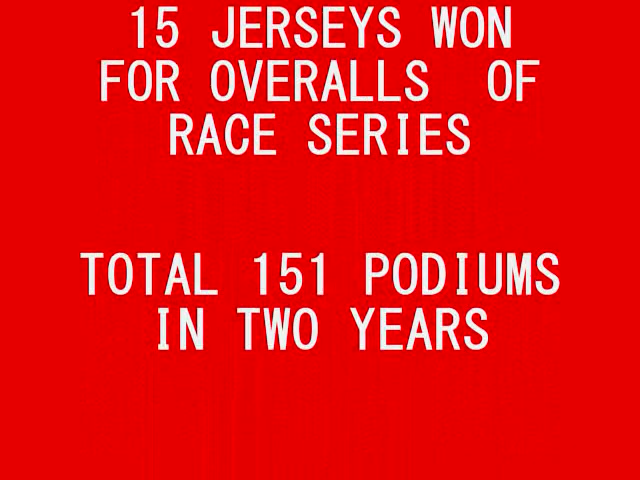 15 JERSEYS WON
FOR OVERALLS OF
RACE SERIES
TOTAL 151 PODIUMS
IN TWO YEARS